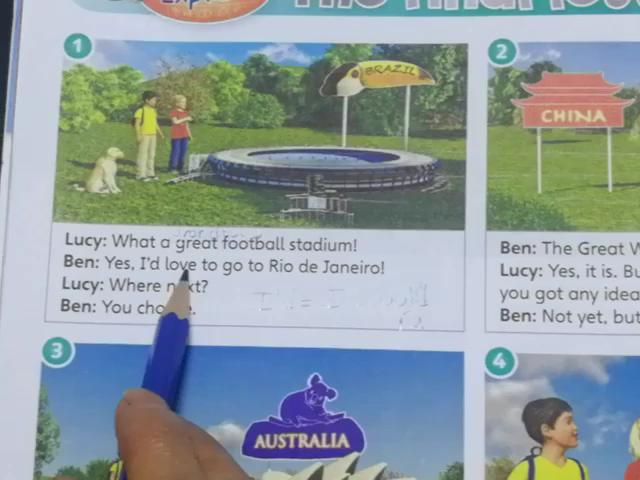 1
BRAZIL
Lucy: What a great football stadium!
Ben: Yes, I'd love to go to Rio de Janeiro!
Lucy: Where next?
Ben: You
2
CHINA
Ben: The Great
Lucy: Yes, it is.
you got any
Ben: Not yet, but
3
AUSTRALIA
4